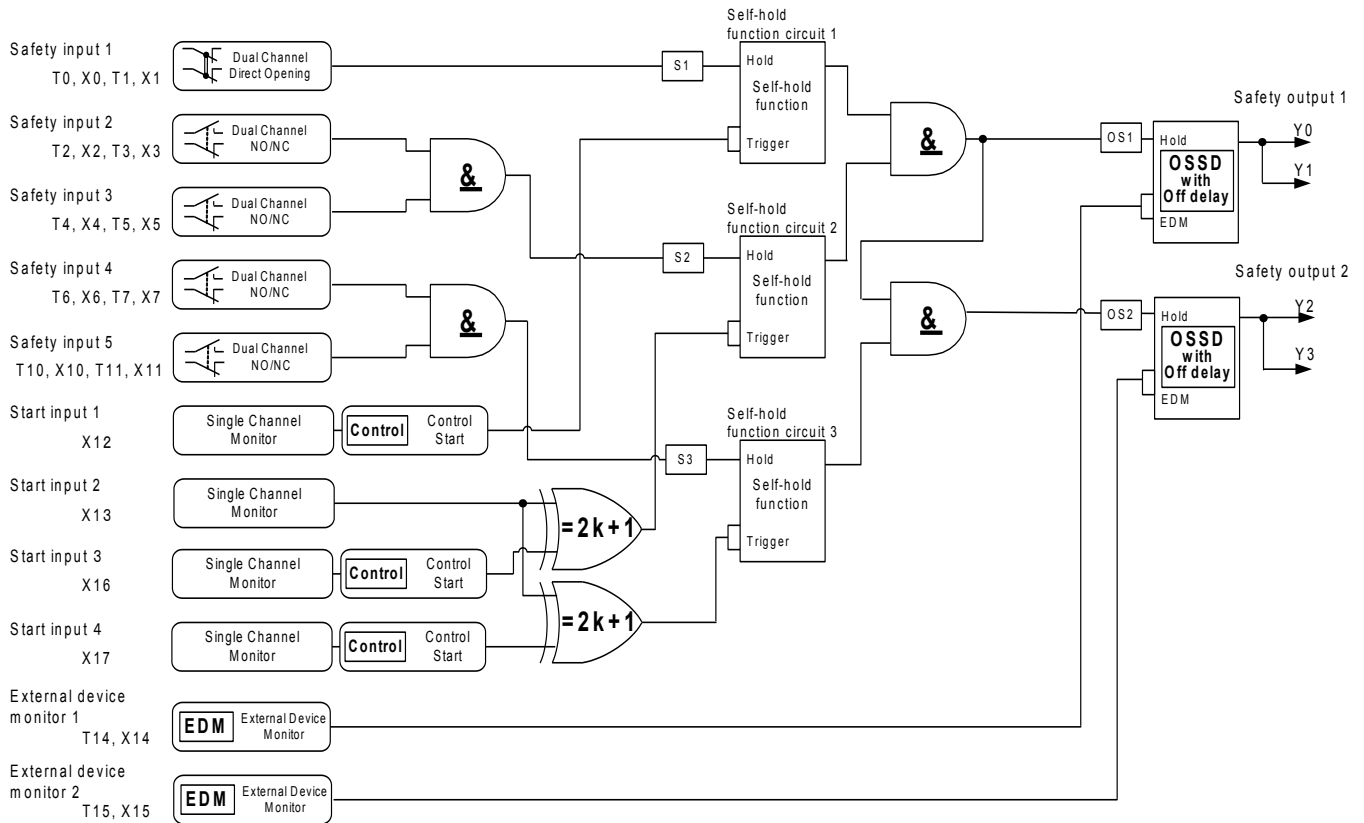 Safety input 1
T0, X0, T1, X1
Dual Channel
Direct Opening
Safety input 2
T2, X2, T3, X3
Dual Channel
NO/NC
Safety input 3
T4, X4, T5, X5
Dual Channel
NO/NC
Safety input 4
T6, X6, T7, X7
Dual Channel
NO/NC
Safety input 5
T10, X10, T11, X11
Dual Channel
NO/NC
Start input 1
X12
Single Channel
Monitor
Control
Control
Start
Start input 2
X13
Single Channel
Monitor
Start input 3
X16
Single Channel
Monitor
Control
Control
Start
Start input 4
X17
Single Channel
Monitor
Control
Control
Start
External device
monitor 1
T14, X14
EDM
External Device
Monitor
External device
monitor 2
T15, X15
EDM
External Device
Monitor
&
&
=2k+1
=2k+1
S1
S2
S3
Self-hold
function circuit 1
Hold
Self-hold
function
Trigger
Self-hold
function circuit 2
Hold
Self-hold
function
Trigger
Self-hold
function circuit 3
Hold
Self-hold
function
Trigger
&
&
OS1
OS2
Safety output 1
Hold
OSSD
with
Off delay
EDM
Y0
Y1
Safety output 2
Hold
OSSD
with
Off delay
EDM
Y2
Y3